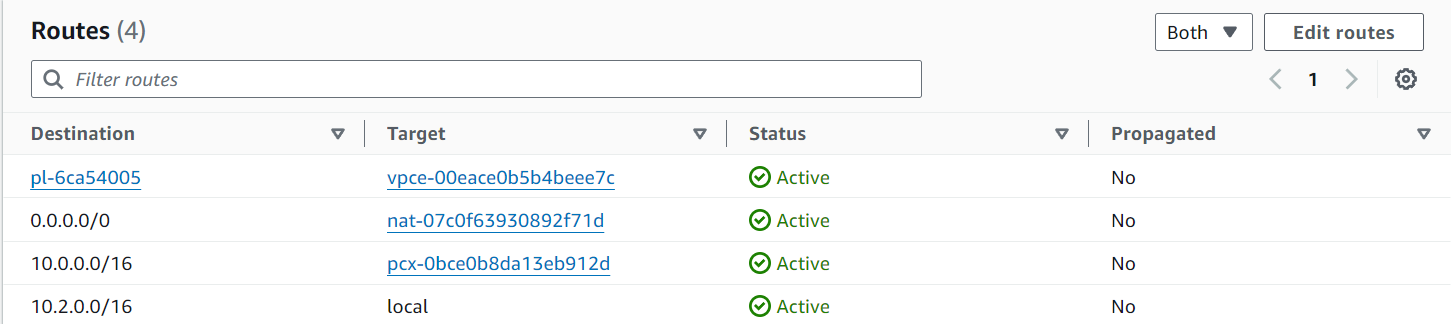 Routes (4)
Both
Edit routes
Filter routes
1
Destination Target Status Propagated
pl-6ca54005 vpce-00eace0b5b4beee7c Active No
0.0.0.0/0 nat-07c0f63930892f71d Active No
10.0.0.0/16 pcx-0bce0b8da13eb912d Active No
10.2.0.0/16 local Active No